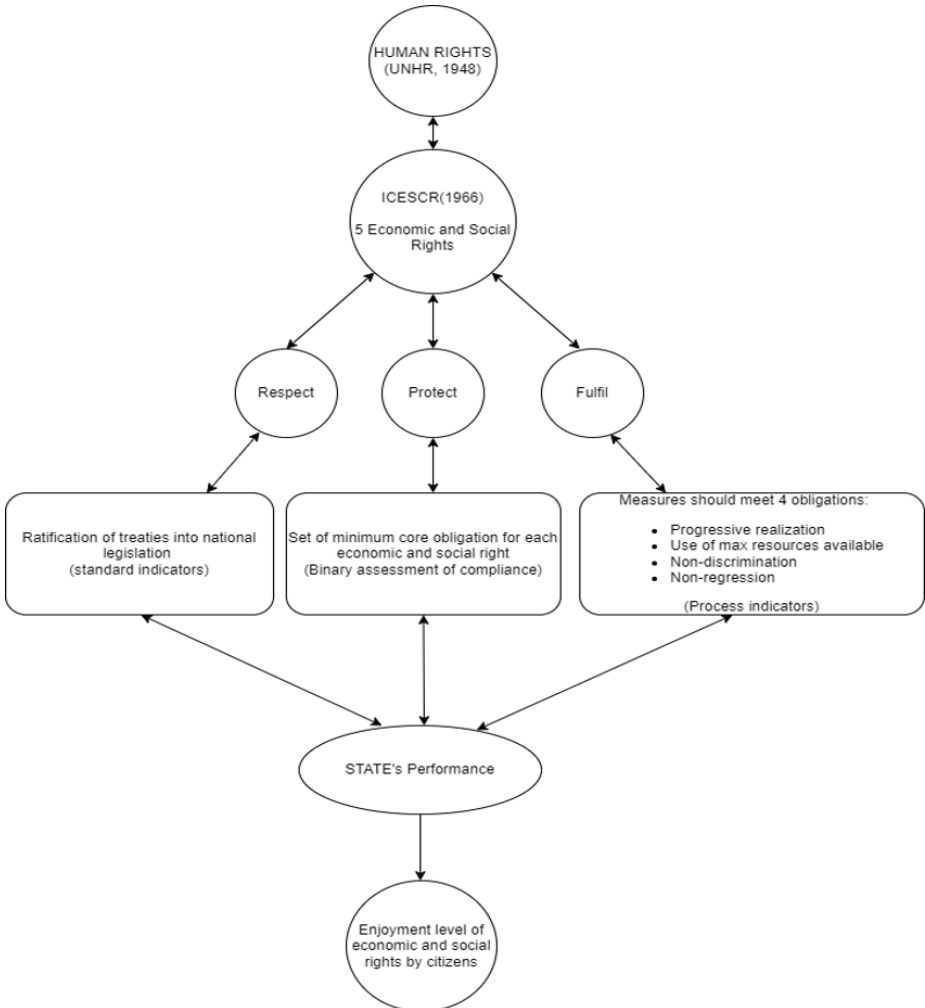 HUMAN RIGHTS
(UNHR, 1948)
ICESCR(1966)
5 Economic and Social
Rights
Respect
Protect
Fulfil
Ratification of treaties into national
legislation
(standard indicators)
Set of minimum core obligation for each
economic and social right
(Binary assessment of compliance)
Measures should meet 4 obligations:
• Progressive realization
• Use of max resources available
• Non-discrimination
• Non-regression
(Process indicators)
STATE's Performance
Enjoyment level of
economic and social
rights by citizens